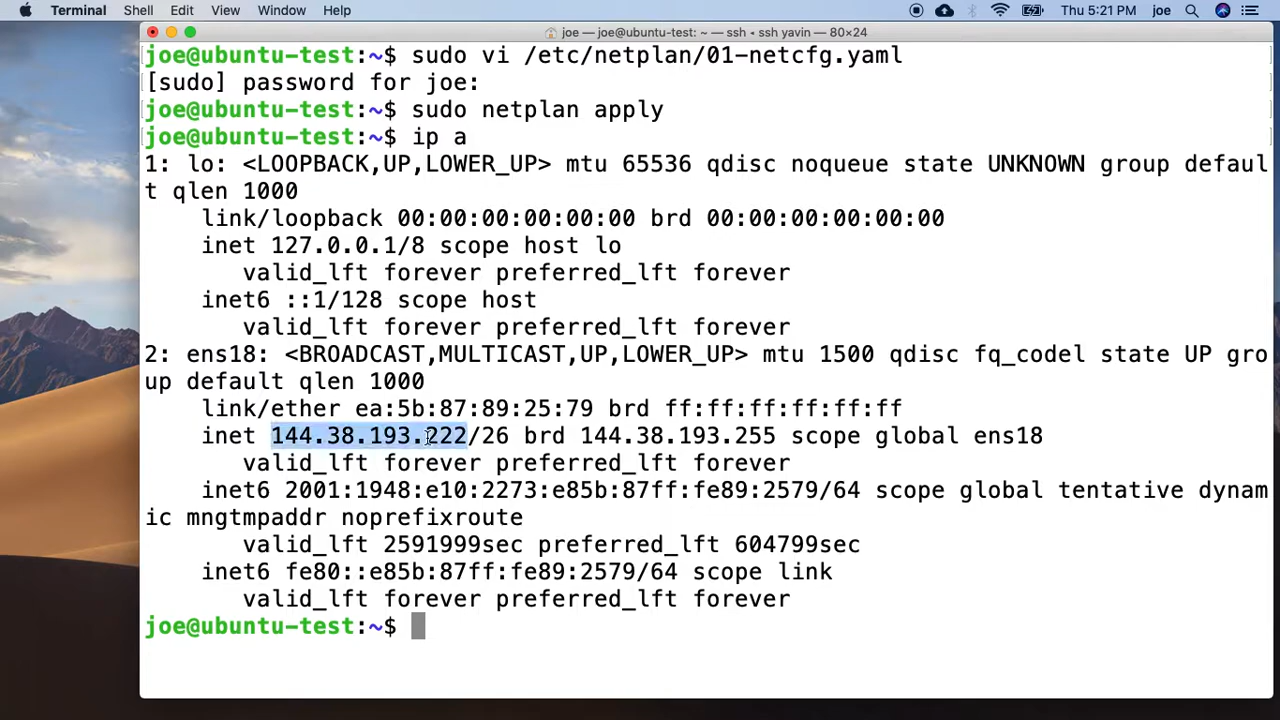 Terminal Shell Edit View Window Help Thu 5:21 PM joe
joe — joe@ubuntu-test: ~ — ssh ‹ ssh yavin — 80×24
joe@ubuntu-test:~$ sudo vi /etc/netplan/01-netcfg.yaml
[sudo] password for joe:
joe@ubuntu-test:~$ sudo netplan apply
joe@ubuntu-test:~$ ip a
1: lo: <LOOPBACK,UP,LOWER_UP> mtu 65536 qdisc noqueue state UNKNOWN group defaul
t qlen 1000
link/loopback 00:00:00:00:00:00 brd 00:00:00:00:00:00
inet 127.0.0.1/8 scope host lo
valid_lft forever preferred_lft forever
inet6 ::1/128 scope host
valid_lft forever preferred_lft forever
2: ens18: <BROADCAST,MULTICAST,UP,LOWER_UP> mtu 1500 qdisc fq_codel state UP gro
up default qlen 1000
link/ether ea:5b:87:89:25:79 brd ff:ff:ff:ff:ff:ff
inet 144.38.193.222/26 brd 144.38.193.255 scope global ens18
valid_lft forever preferred_lft forever
inet6 2001:1948:e10:2273:e85b:87ff:fe89:2579/64 scope global tentative dynam
ic mngtmpaddr noprefixroute
valid_lft 2591999sec preferred_lft 604799sec
inet6 fe80::e85b:87ff:fe89:2579/64 scope link
valid_lft forever preferred_lft forever
joe@ubuntu-test:~$